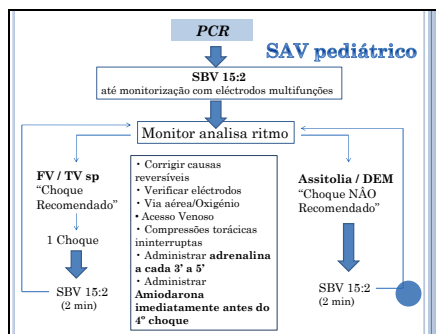 PCR
SAV pediátrico
SBV 15:2
até monitorização com eléctrodos multifunções
Monitor analisa ritmo
FV / TV sp
“Choque
Recomendado”
1 Choque
SBV 15:2
(2 min)
• Corrigir causas
reversíveis
• Verificar eléctrodos
• Via aérea/Oxigénio
• Acesso Venoso
• Compressões torácicas
ininterruptas
• Administrar adrenalina
a cada 3’ a 5’
• Administrar
Amiodarona
imediatamente antes do
4º choque
Assitolia / DEM
“Choque NÂO
Recomendado”
SBV 15:2
(2 min)